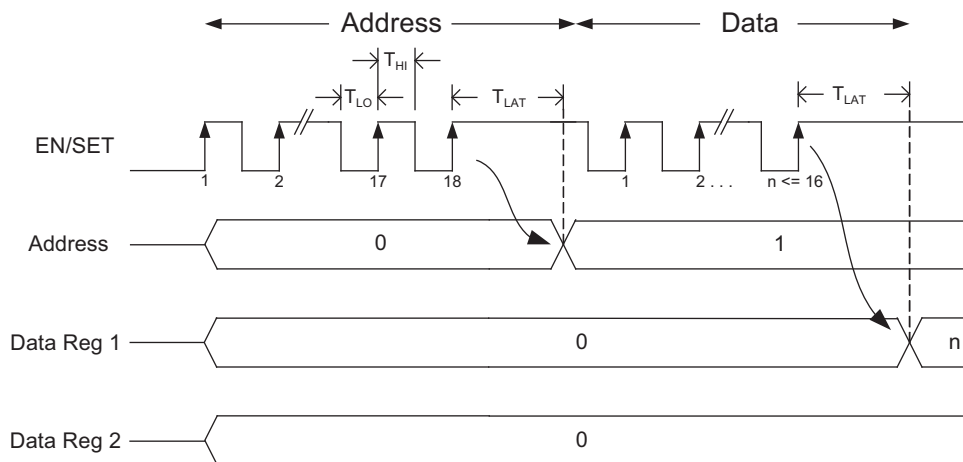 Address
Data
T_HI
T_LO
T_LAT
T_LAT
EN/SET
1
2
17
18
1
2 . . .
n <= 16
Address
0
1
Data Reg 1
0
n
Data Reg 2
0